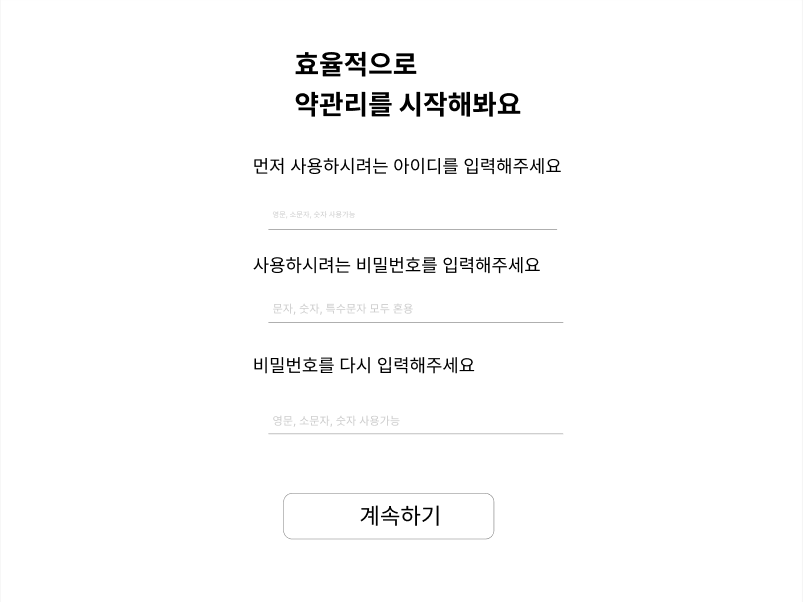 효율적으로
약관리를 시작해봐요
먼저 사용하시려는 아이디를 입력해주세요
영문, 소문자, 숫자 사용가능
사용하시려는 비밀번호를 입력해주세요
문자, 숫자, 특수문자 모두 혼용
비밀번호를 다시 입력해주세요
영문, 소문자, 숫자 사용가능
계속하기